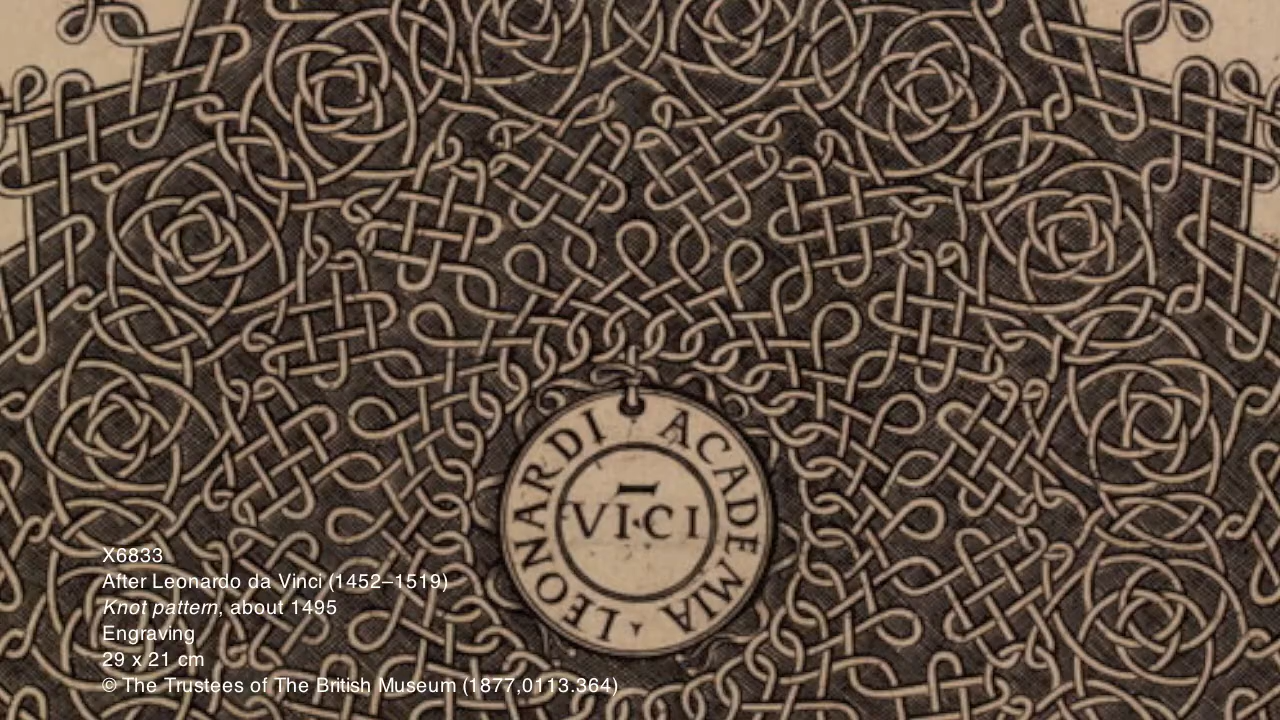 ACADEMIA LEONARDI
VI·CI
X6833
After Leonardo da Vinci (1452–1519)
Knot pattern, about 1495
Engraving
29 x 21 cm
© The Trustees of The British Museum (1877,0113.364)